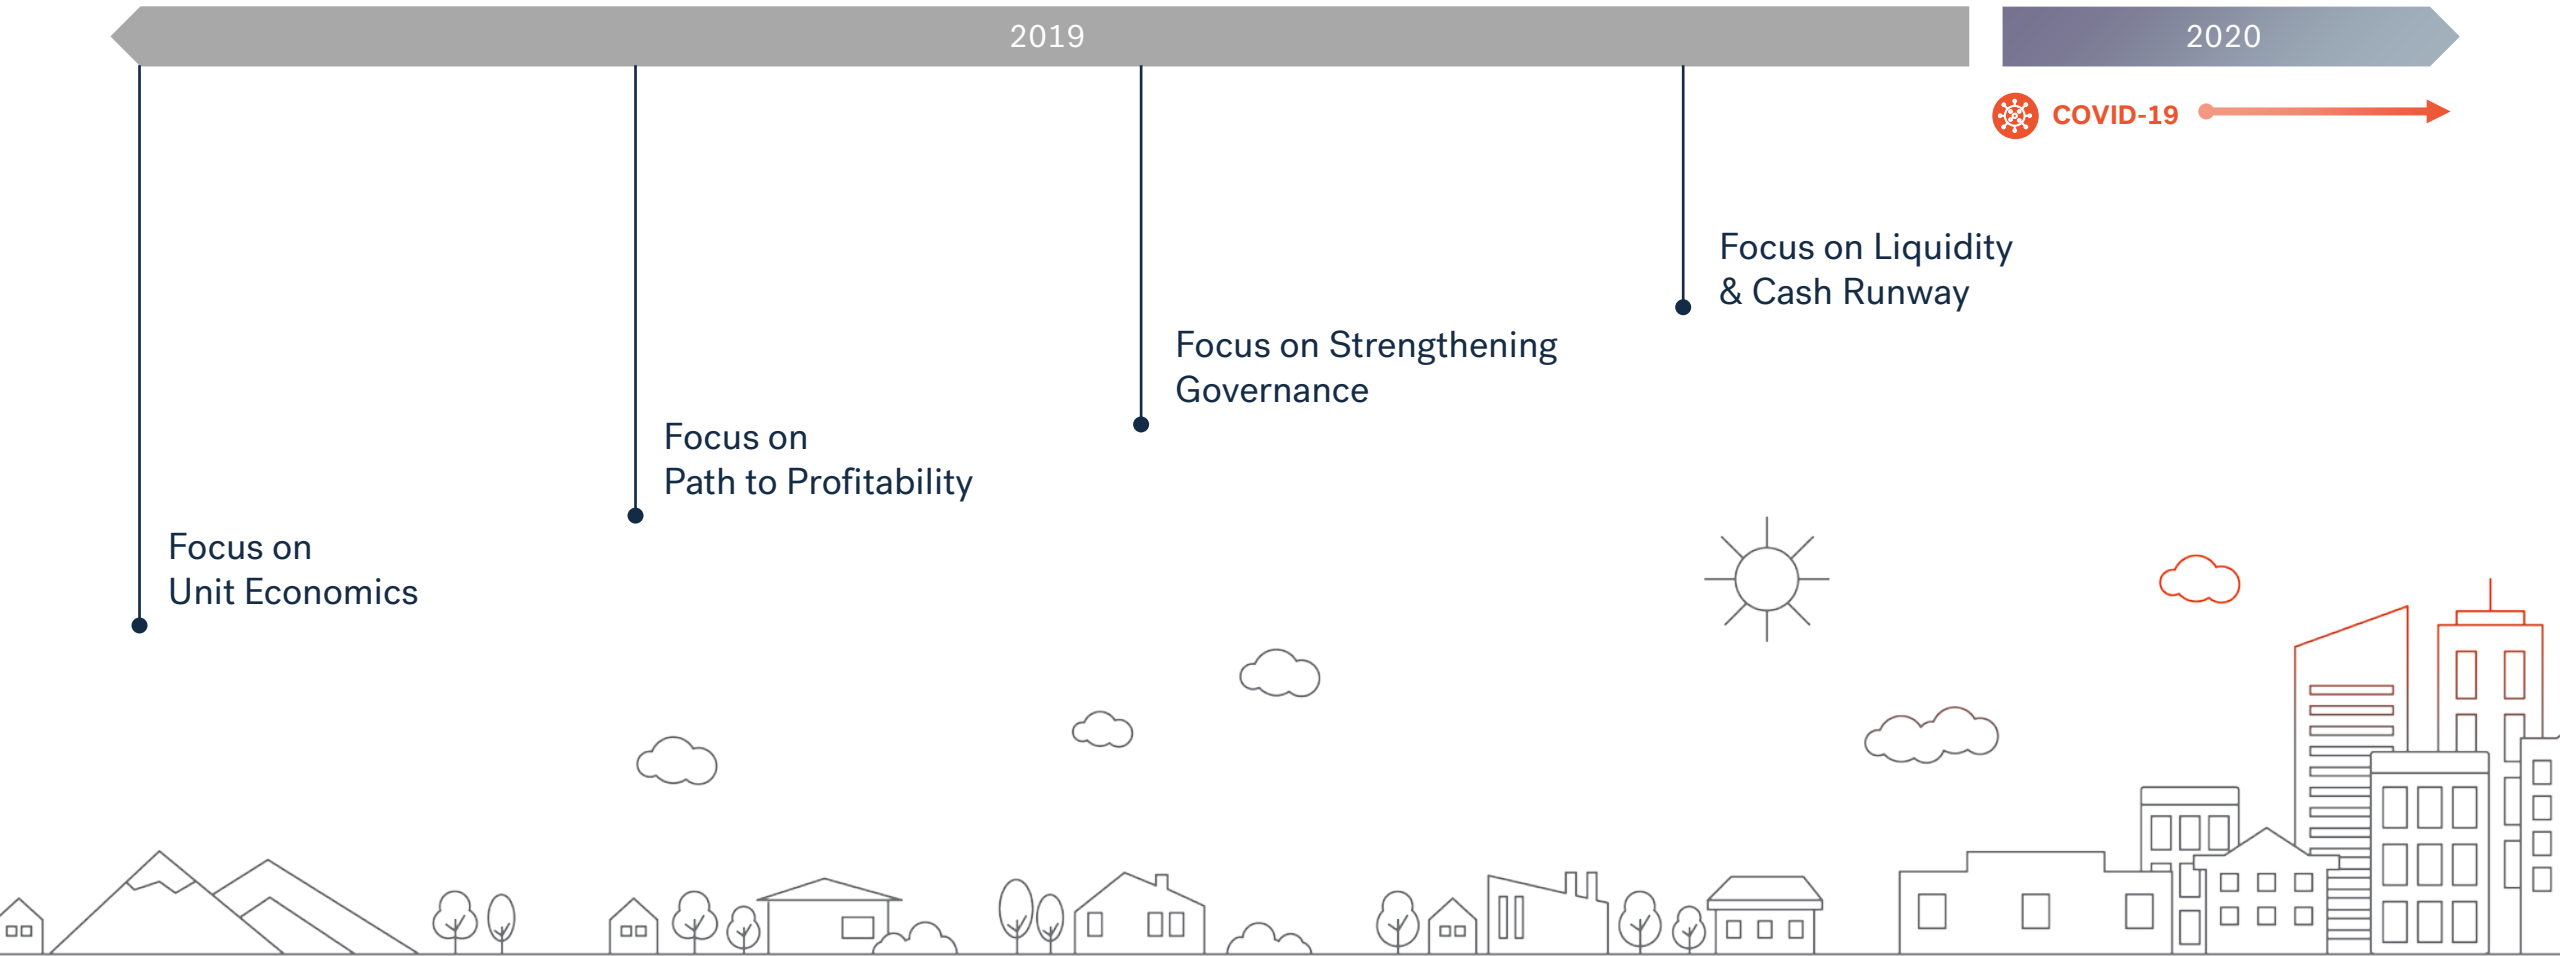 2019
2020
COVID-19
Focus on Liquidity
& Cash Runway
Focus on Strengthening
Governance
Focus on
Path to Profitability
Focus on
Unit Economics